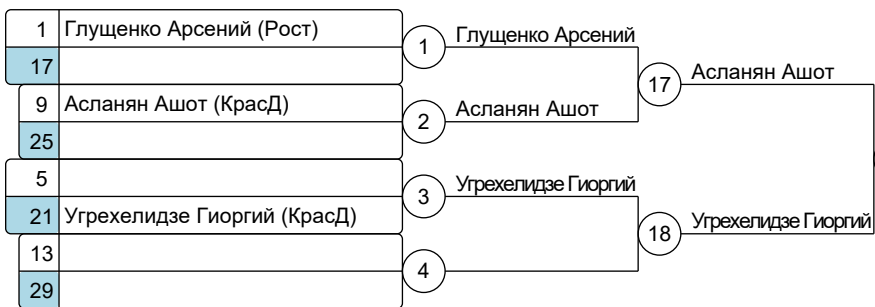 1 Глущенко Арсений (Рост)
17
9 Асланян Ашот (КрасД)
25
5
21 Угрехелидзе Гиоргий (КрасД)
13
29
1 Глущенко Арсений
2 Асланян Ашот
3 Угрехелидзе Гиоргий
4
17 Асланян Ашот
18 Угрехелидзе Гиоргий